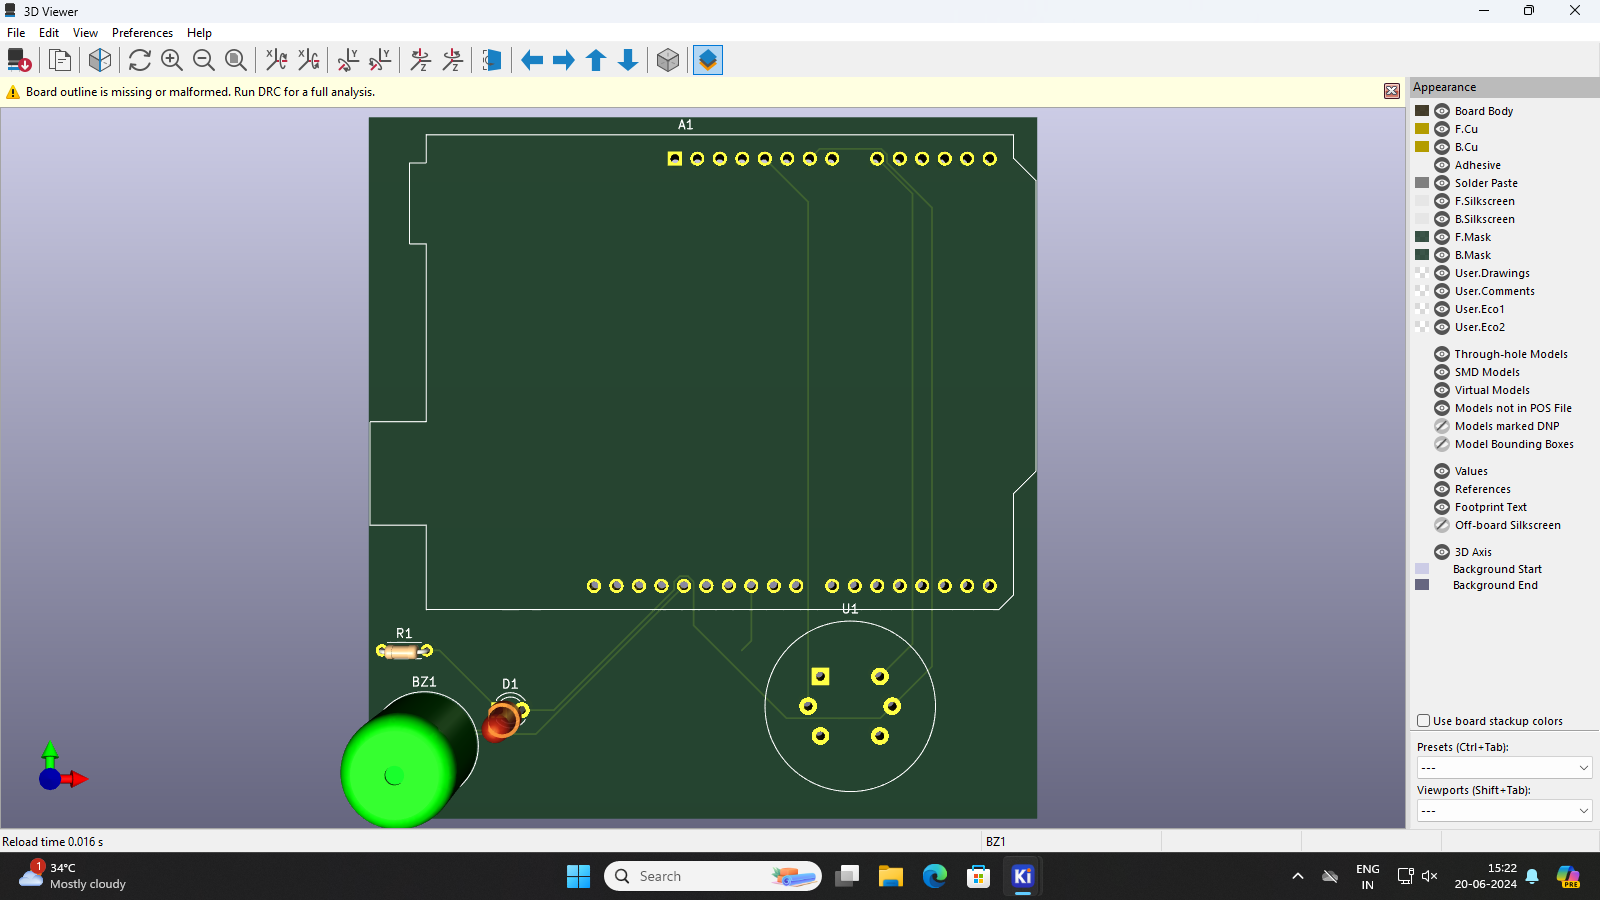 3D Viewer
File Edit View Preferences Help
Board outline is missing or malformed. Run DRC for a full analysis.
A1
U1
R1
BZ1
D1
Appearance
Board Body
F.Cu
B.Cu
Adhesive
Solder Paste
F.Silkscreen
B.Silkscreen
F.Mask
B.Mask
User.Drawings
User.Comments
User.Eco1
User.Eco2
Through-hole Models
SMD Models
Virtual Models
Models not in POS File
Models marked DNP
Model Bounding Boxes
Values
References
Footprint Text
Off-board Silkscreen
3D Axis
Background Start
Background End
Use board stackup colors
Presets (Ctrl+Tab):
---
Viewports (Shift+Tab):
---
Reload time 0.016 s
BZ1
1
34°C
Mostly cloudy
Search
Ki
ENG
IN
15:22
20-06-2024
PRE